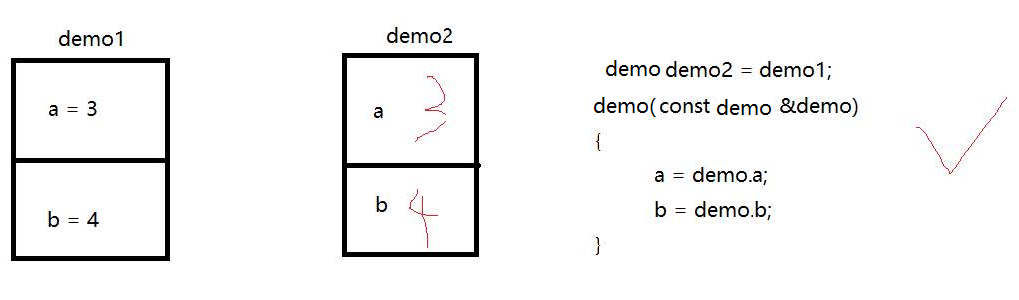 demo1
a = 3
b = 4
demo2
a 3
b 4
demo demo2 = demo1;
demo( const demo &demo)
{
a = demo.a;
b = demo.b;
}